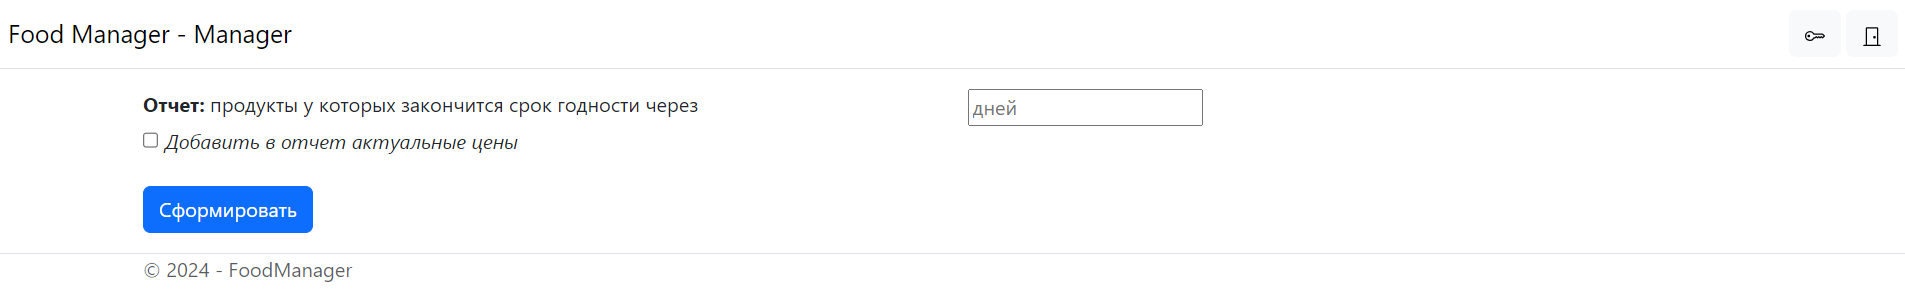 Food Manager - Manager
Отчет: продукты у которых закончится срок годности через
дней
Добавить в отчет актуальные цены
Сформировать
© 2024 - FoodManager